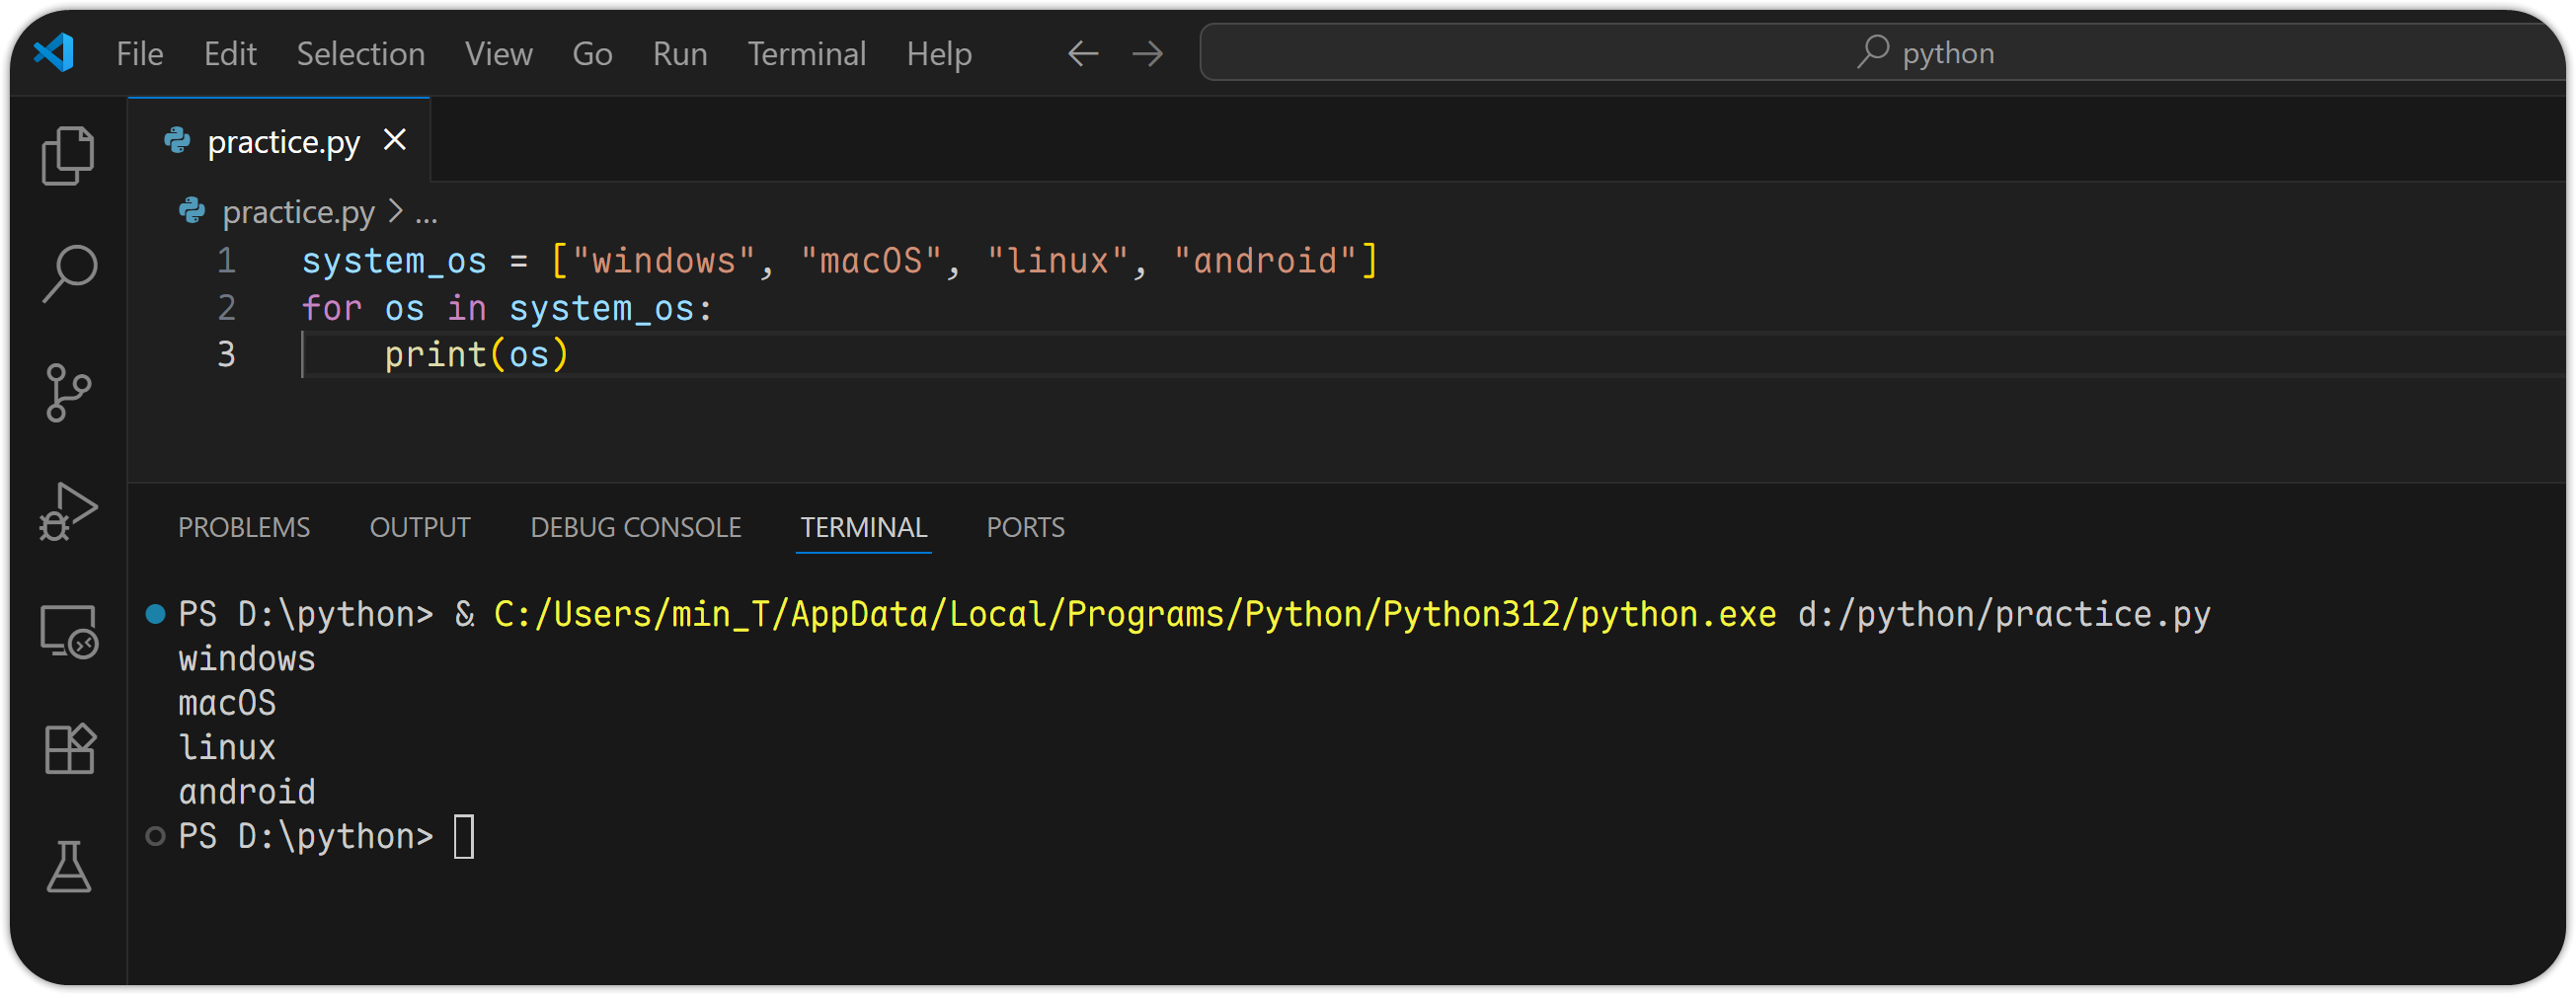 File Edit Selection View Go Run Terminal Help python
practice.py
practice.py > ...
1 system_os = ["windows", "macOS", "linux", "android"]
2 for os in system_os:
3     print(os)
PROBLEMS OUTPUT DEBUG CONSOLE TERMINAL PORTS
PS D:\python> & C:/Users/min_T/AppData/Local/Programs/Python/Python312/python.exe d:/python/practice.py
windows
macOS
linux
android
PS D:\python>